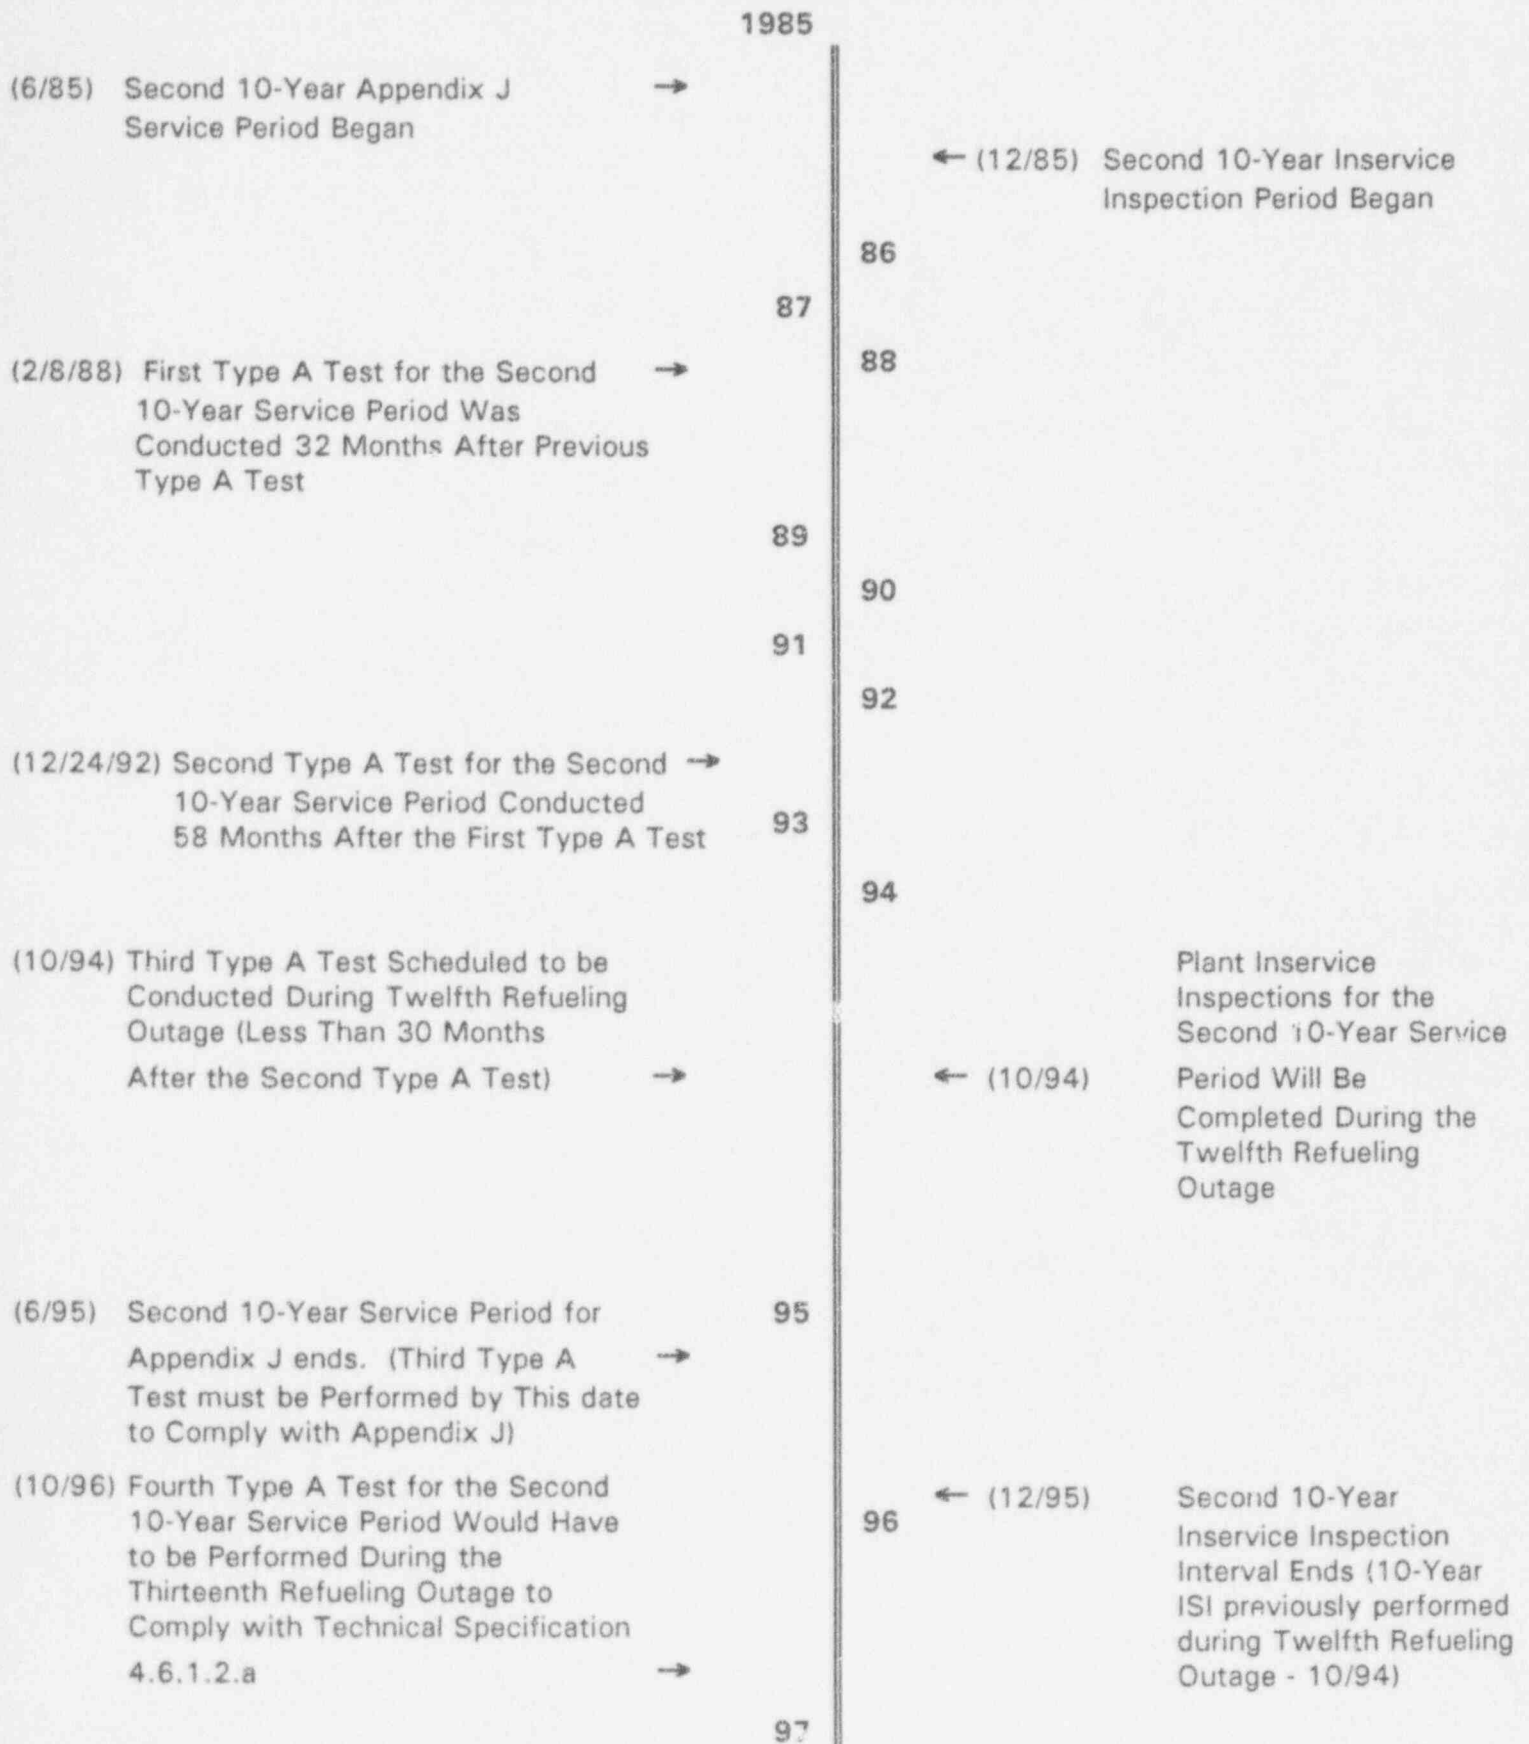 1985
(6/85) Second 10-Year Appendix J →
Service Period Began
← (12/85) Second 10-Year Inservice
Inspection Period Began
86
87
(2/8/88) First Type A Test for the Second →
10-Year Service Period Was
Conducted 32 Months After Previous
Type A Test
88
89
90
91
92
(12/24/92) Second Type A Test for the Second →
10-Year Service Period Conducted
58 Months After the First Type A Test
93
94
(10/94) Third Type A Test Scheduled to be
Conducted During Twelfth Refueling
Outage (Less Than 30 Months
After the Second Type A Test) →
Plant Inservice
Inspections for the
Second 10-Year Service
← (10/94) Period Will Be
Completed During the
Twelfth Refueling
Outage
(6/95) Second 10-Year Service Period for
Appendix J ends. (Third Type A →
Test must be Performed by This date
to Comply with Appendix J)
95
(10/96) Fourth Type A Test for the Second
10-Year Service Period Would Have
to be Performed During the
Thirteenth Refueling Outage to
Comply with Technical Specification
4.6.1.2.a →
← (12/95) Second 10-Year
Inservice Inspection
Interval Ends (10-Year
ISI previously performed
during Twelfth Refueling
Outage - 10/94)
96
97